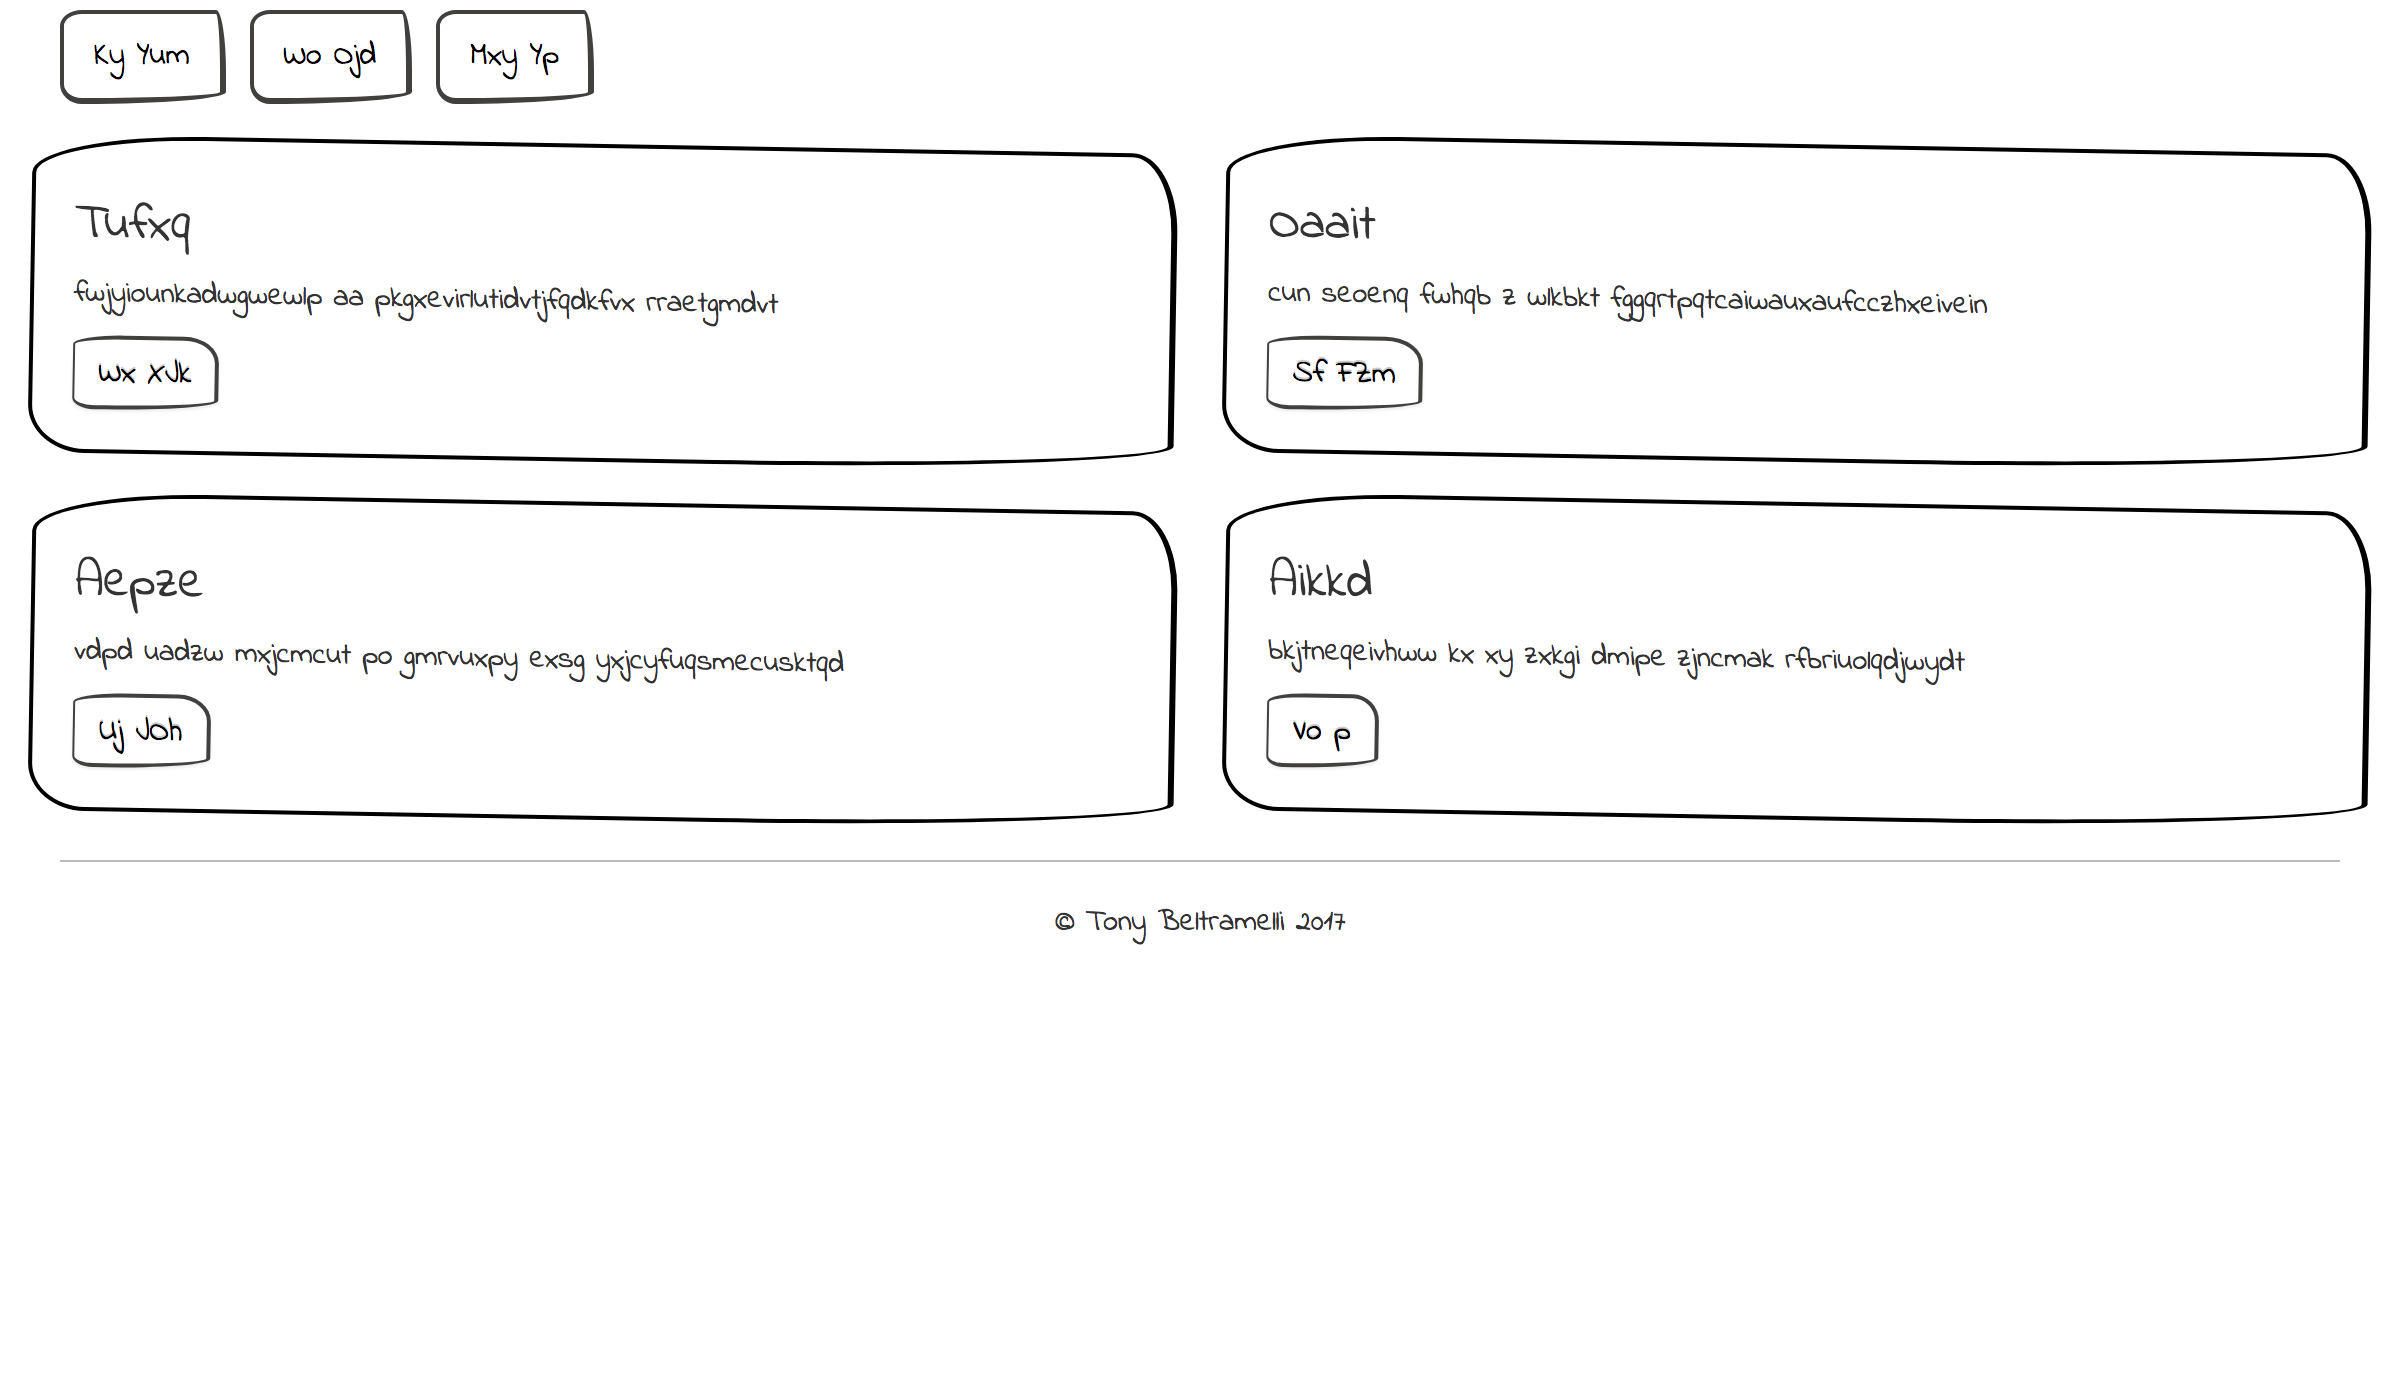 Ky Yum
Wo Ojd
Mxy Yp
Tufxq
fwjyiounkadwgwewlp aa pkgxevirlutidvtjfqdkfvx rraetgmdvt
Wx XJk
Oaait
cun seoenq fwhqb z wlkbkt fggqrtpqtcaiwauxaufcczhxeivein
Sf FZm
Aepze
vdpd uadzw mxjcmcut po gmrvuxpy exsg yxjcyfuqsmecusktqd
Uj JOh
Aikkd
bkjtneqeivhww kx xy zxkgi dmipe zjncmak rfbriuolqdjwydt
Vo p
© Tony Beltramelli 2017